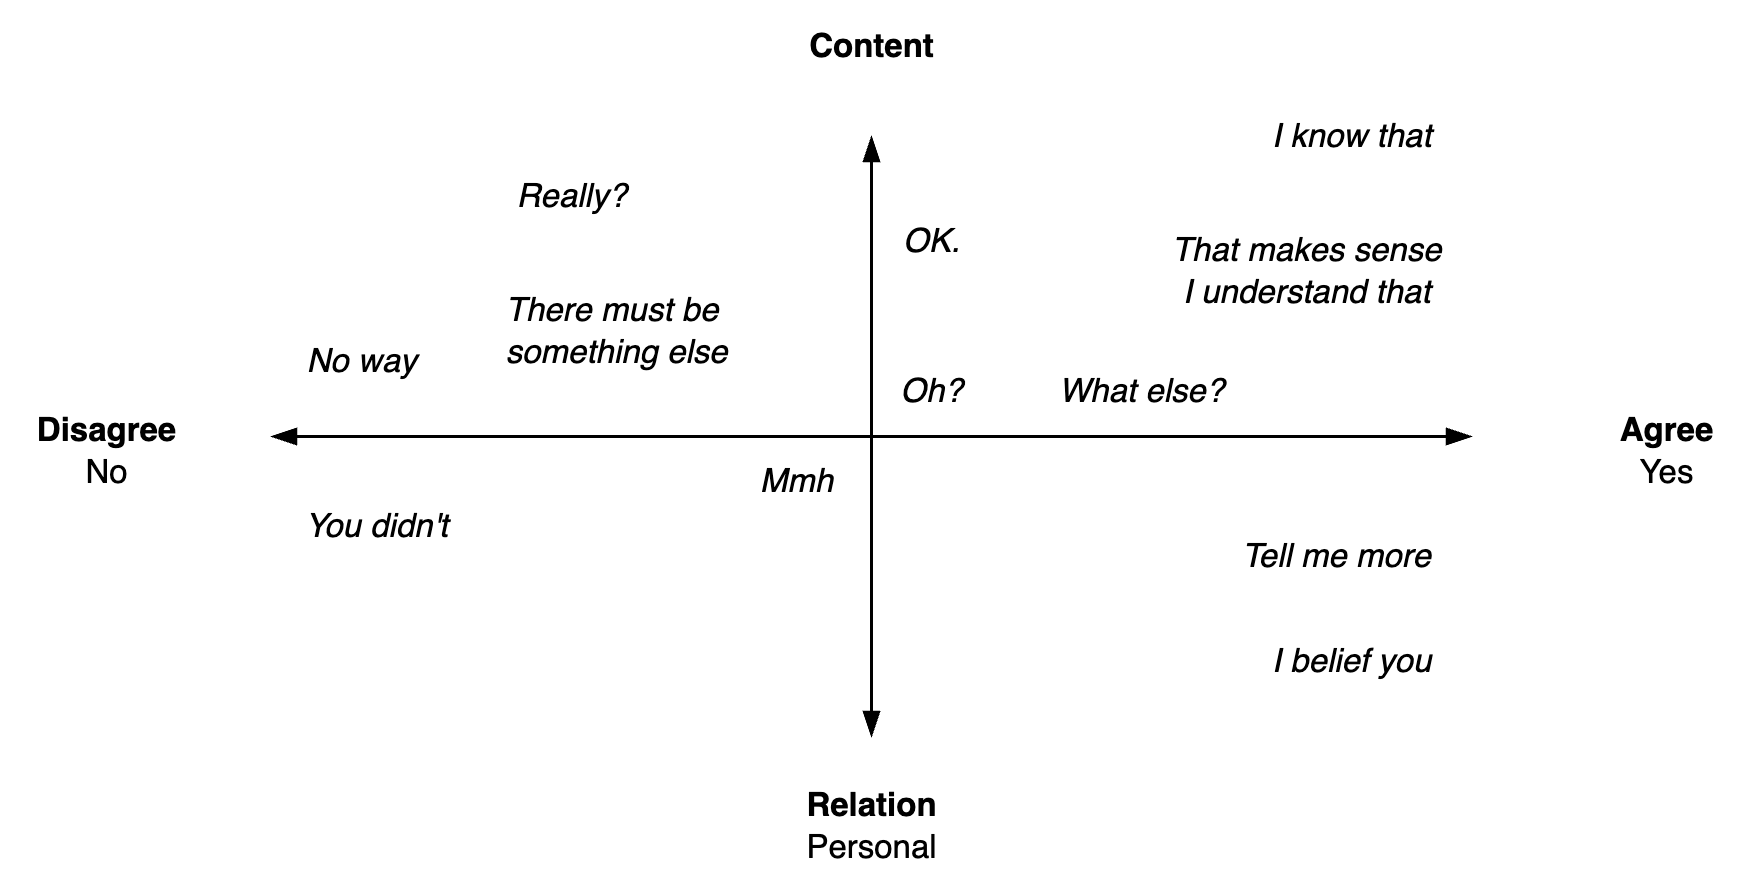 Content
I know that
Really?
OK.
That makes sense
I understand that
There must be
something else
No way
Oh?
What else?
Disagree
No
Agree
Yes
Mmh
You didn't
Tell me more
I belief you
Relation
Personal